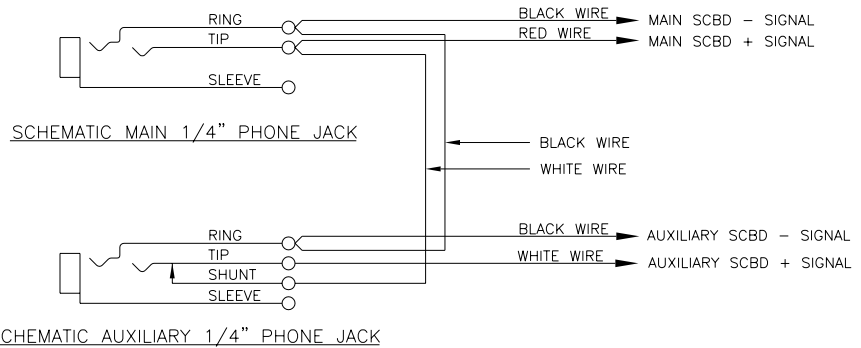 RING
BLACK WIRE
MAIN SCBD - SIGNAL
TIP
RED WIRE
MAIN SCBD + SIGNAL
SLEEVE
SCHEMATIC MAIN 1/4" PHONE JACK
BLACK WIRE
WHITE WIRE
RING
BLACK WIRE
AUXILIARY SCBD - SIGNAL
TIP
WHITE WIRE
AUXILIARY SCBD + SIGNAL
SHUNT
SLEEVE
CHEMATIC AUXILIARY 1/4" PHONE JACK